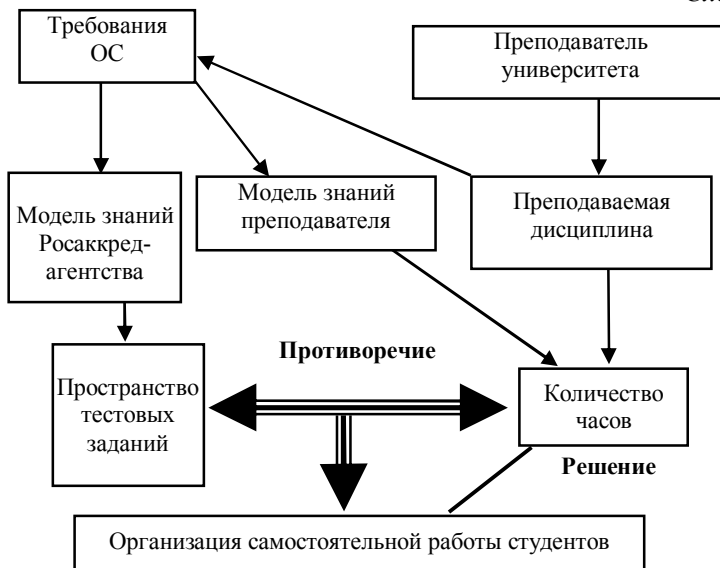 Требования
ОС
Преподаватель
университета
Модель знаний
Росаккред-
агентства
Модель знаний
преподавателя
Преподаваемая
дисциплина
Противоречие
Пространство
тестовых
заданий
Количество
часов
Решение
Организация самостоятельной работы студентов